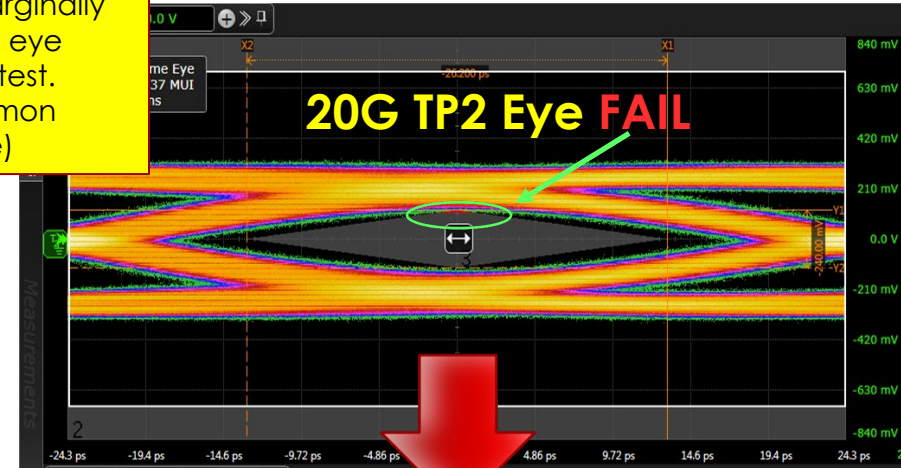 arginally
eye
test.
mon
e)
.0 V
me Eye
37 MUI
ns
X2
X1
-26.200 ps
20G TP2 Eye FAIL
840 mV
630 mV
420 mV
210 mV
0.0 V
-210 mV
-420 mV
-630 mV
-840 mV
Y1
Y2
-240.00 mV
3
2
Measurements
-24.3 ps
-19.4 ps
-14.6 ps
-9.72 ps
-4.86 ps
4.86 ps
9.72 ps
14.6 ps
19.4 ps
24.3 ps